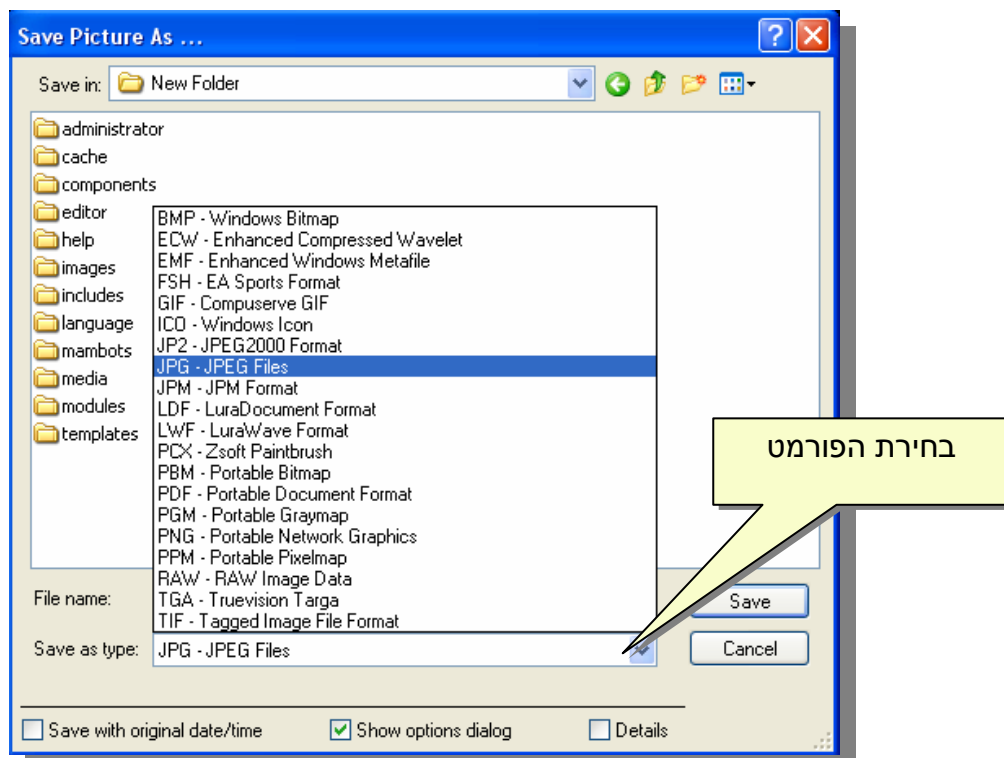 Save Picture As ...
Save in: New Folder
administrator
cache
components
editor
help
images
includes
language
mambots
media
modules
templates
BMP - Windows Bitmap
ECW - Enhanced Compressed Wavelet
EMF - Enhanced Windows Metafile
FSH - EA Sports Format
GIF - Compuserve GIF
ICO - Windows Icon
JP2 - JPEG2000 Format
JPG - JPEG Files
JPM - JPM Format
LDF - LuraDocument Format
LWF - LuraWave Format
PCX - Zsoft Paintbrush
PBM - Portable Bitmap
PDF - Portable Document Format
PGM - Portable Graymap
PNG - Portable Network Graphics
PPM - Portable Pixelmap
RAW - RAW Image Data
TGA - Truevision Targa
TIF - Tagged Image File Format
בחירת הפורמט
File name:
Save
Save as type: JPG - JPEG Files
Cancel
Save with original date/time Show options dialog Details